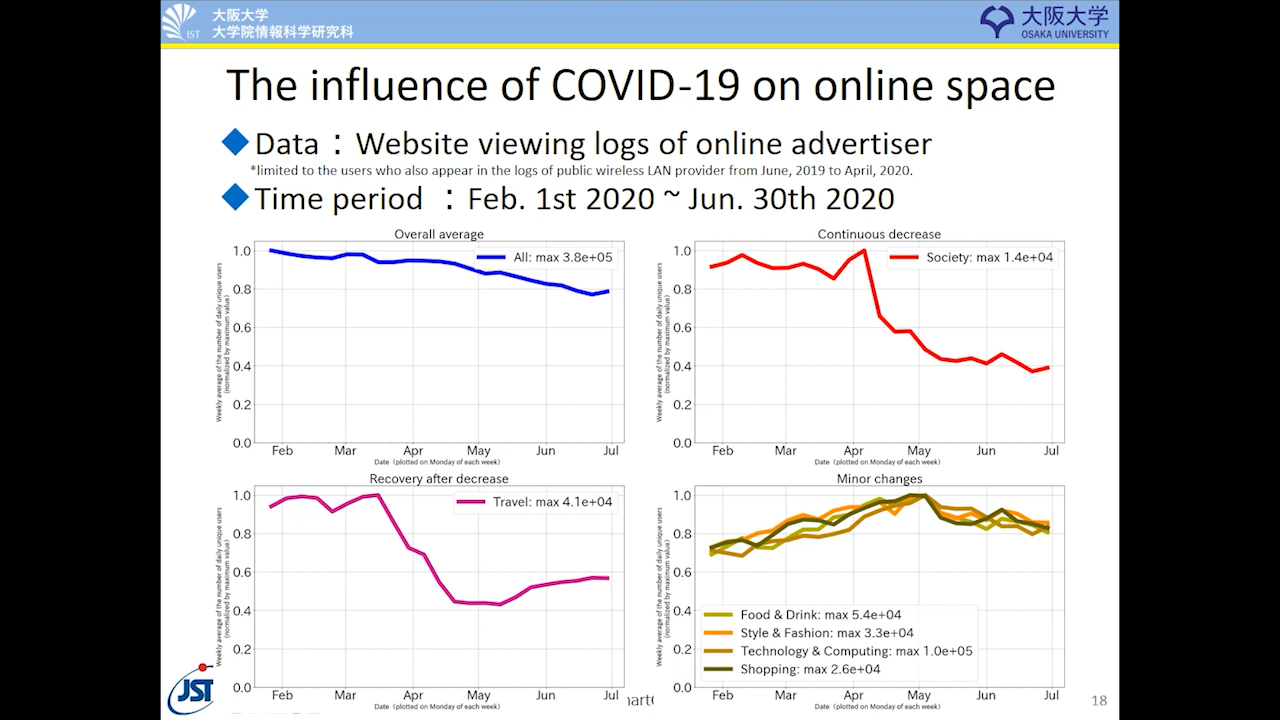 IST
大阪大学
大学院情報科学研究科
大阪大学
OSAKA UNIVERSITY
The influence of COVID-19 on online space
Data：Website viewing logs of online advertiser
*limited to the users who also appear in the logs of public wireless LAN provider from June, 2019 to April, 2020.
Time period ：Feb. 1st 2020 ~ Jun. 30th 2020
Overall average
All: max 3.8e+05
Weekly average of the number of daily unique users
(normalized by maximum value)
1.0
0.8
0.6
0.4
0.2
0.0
Feb Mar Apr May Jun Jul
Date (plotted on Monday of each week)
Continuous decrease
Society: max 1.4e+04
Weekly average of the number of daily unique users
(normalized by maximum value)
1.0
0.8
0.6
0.4
0.2
0.0
Feb Mar Apr May Jun Jul
Date (plotted on Monday of each week)
Recovery after decrease
Travel: max 4.1e+04
Weekly average of the number of daily unique users
(normalized by maximum value)
1.0
0.8
0.6
0.4
0.2
0.0
Feb Mar Apr May Jun Jul
Date (plotted on Monday of each week)
Minor changes
Weekly average of the number of daily unique users
(normalized by maximum value)
1.0
0.8
0.6
0.4
0.2
0.0
Food & Drink: max 5.4e+04
Style & Fashion: max 3.3e+04
Technology & Computing: max 1.0e+05
Shopping: max 2.6e+04
Feb Mar Apr May Jun Jul
Date (plotted on Monday of each week)
JST
18